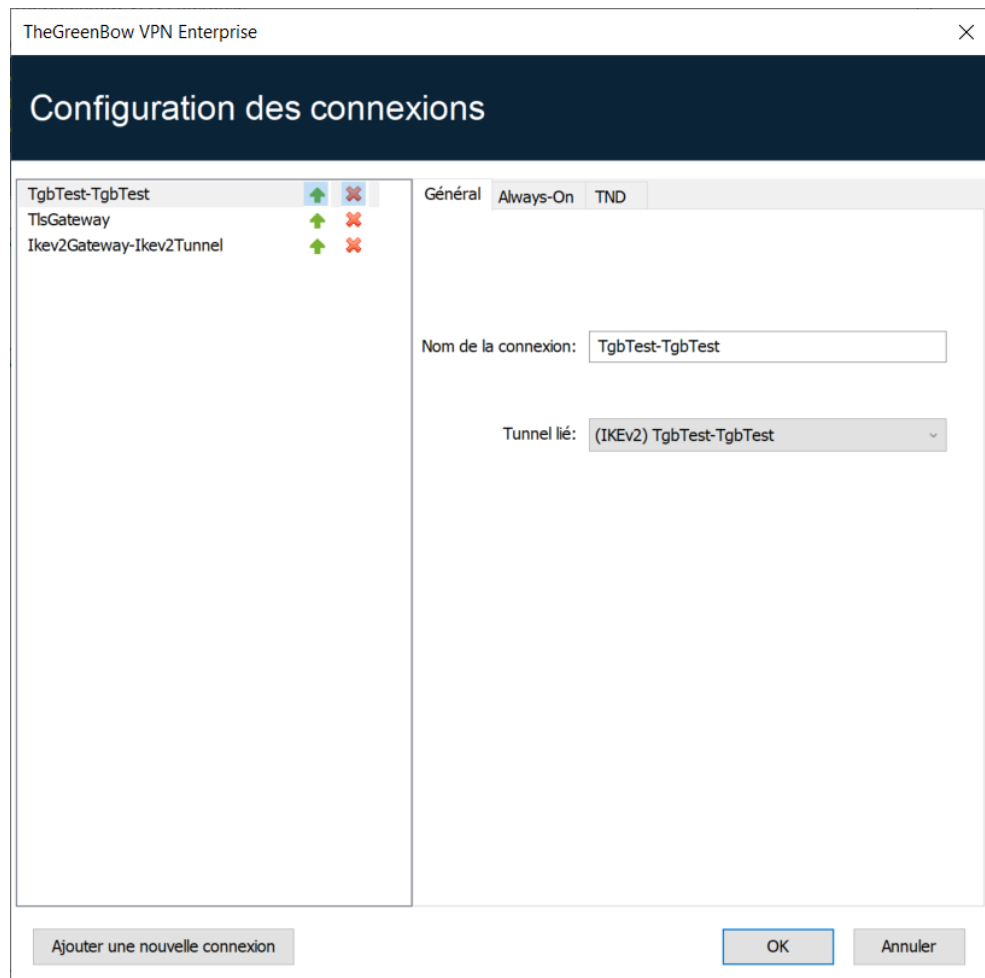 TheGreenBow VPN Enterprise
Configuration des connexions
TgbTest-TgbTest
TlsGateway
Ikev2Gateway-Ikev2Tunnel
Général Always-On TND
Nom de la connexion: TgbTest-TgbTest
Tunnel lié: (IKEv2) TgbTest-TgbTest
Ajouter une nouvelle connexion OK Annuler